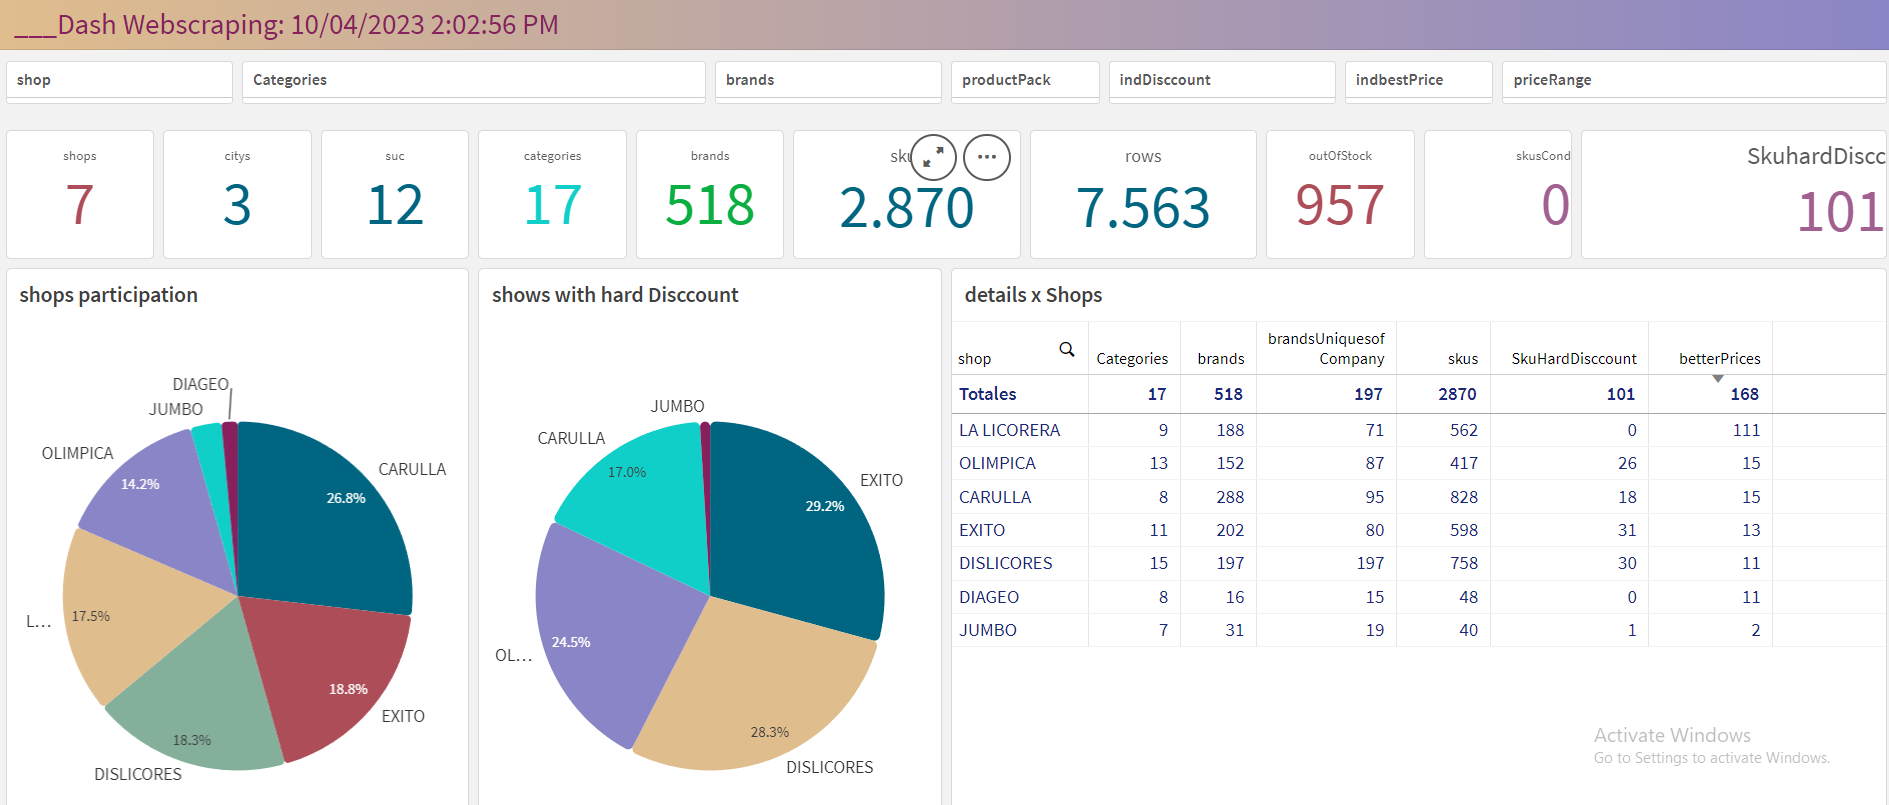 ___Dash Webscraping: 10/04/2023 2:02:56 PM
shop
Categories
brands
productPack
indDisccount
indbestPrice
priceRange
shops
7
citys
3
suc
12
categories
17
brands
518
sku
2.870
rows
7.563
outOfStock
957
skusCond
0
SkuhardDiscc
101
shops participation
DIAGEO
JUMBO
OLIMPICA
14.2%
CARULLA
26.8%
L...
17.5%
18.8%
EXITO
18.3%
DISLICORES
shows with hard Disccount
JUMBO
CARULLA
17.0%
EXITO
29.2%
OL...
24.5%
28.3%
DISLICORES
details x Shops
shop Categories brands brandsUniquesof Company skus SkuHardDisccount betterPrices
Totales 17 518 197 2870 101 168
LA LICORERA 9 188 71 562 0 111
OLIMPICA 13 152 87 417 26 15
CARULLA 8 288 95 828 18 15
EXITO 11 202 80 598 31 13
DISLICORES 15 197 197 758 30 11
DIAGEO 8 16 15 48 0 11
JUMBO 7 31 19 40 1 2
Activate Windows
Go to Settings to activate Windows.